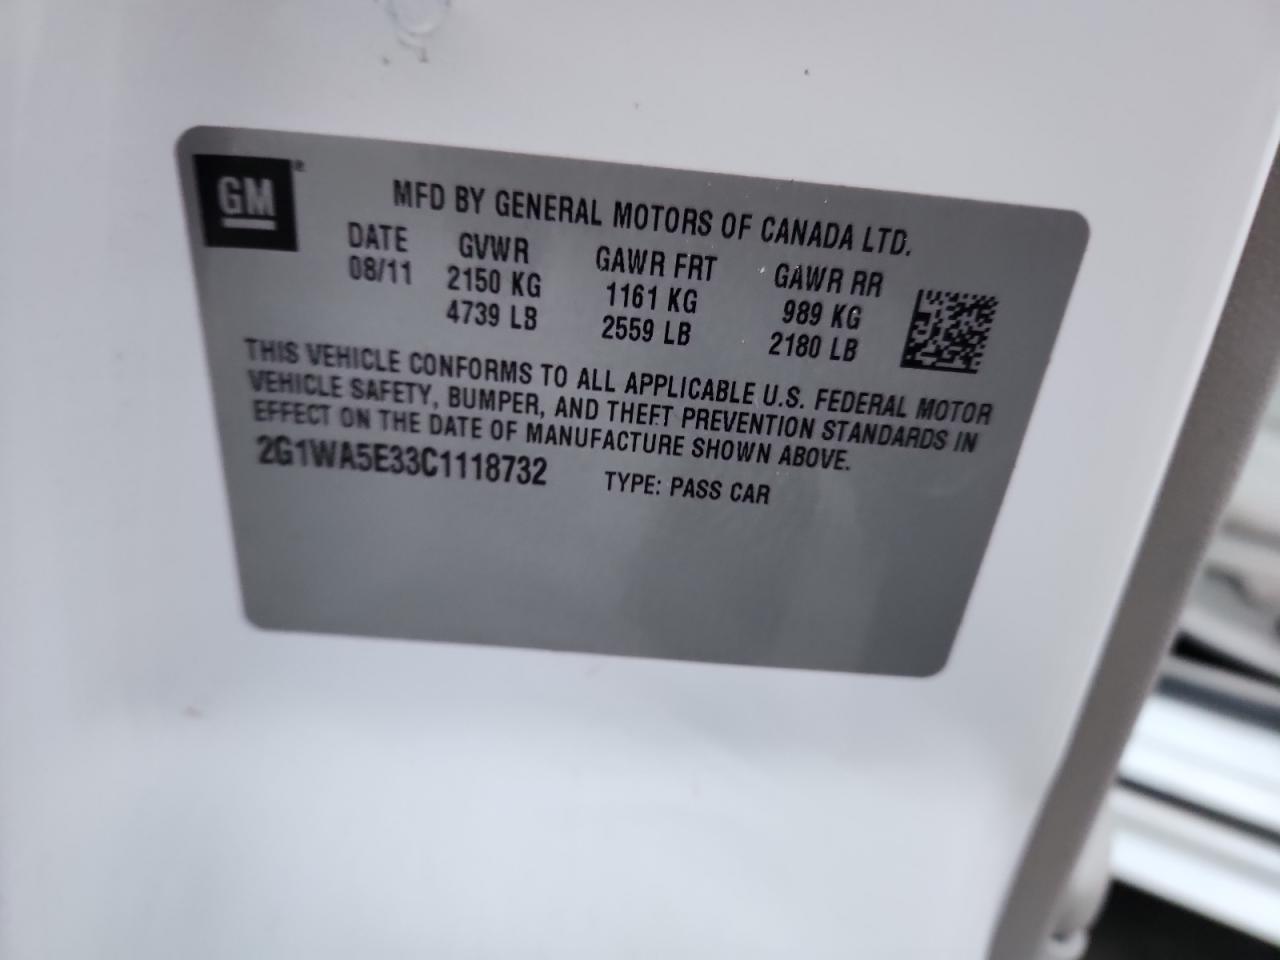 GM®
MFD BY GENERAL MOTORS OF CANADA LTD.
DATE GVWR GAWR FRT GAWR RR
08/11 2150 KG 1161 KG 989 KG
4739 LB 2559 LB 2180 LB
THIS VEHICLE CONFORMS TO ALL APPLICABLE U.S. FEDERAL MOTOR
VEHICLE SAFETY, BUMPER, AND THEFT PREVENTION STANDARDS IN
EFFECT ON THE DATE OF MANUFACTURE SHOWN ABOVE.
2G1WA5E33C1118732 TYPE: PASS CAR